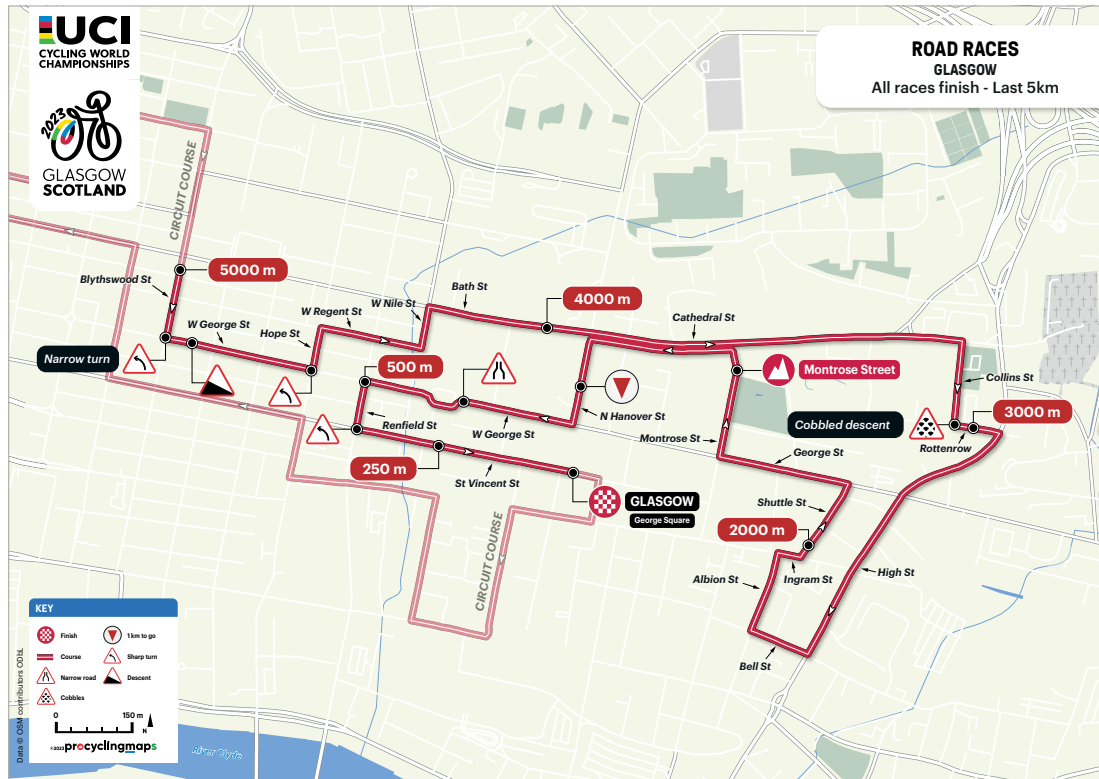 UCI
CYCLING WORLD
CHAMPIONSHIPS
2023
GLASGOW
SCOTLAND
ROAD RACES
GLASGOW
All races finish - Last 5km
CIRCUIT COURSE
5000 m
Blythswood St
W George St
Hope St
W Regent St
W Nile St
Bath St
4000 m
Cathedral St
Narrow turn
500 m
Renfield St
W George St
N Hanover St
Montrose Street
Montrose St
George St
Collins St
Cobbled descent
3000 m
Rottenrow
250 m
St Vincent St
GLASGOW
George Square
CIRCUIT COURSE
Shuttle St
2000 m
Ingram St
Albion St
High St
Bell St
River Clyde
KEY
Finish
1 km to go
Course
Sharp turn
Narrow road
Descent
Cobbles
0 150 m
N
©2023 procyclingmaps
Data © OSM contributors ODbL